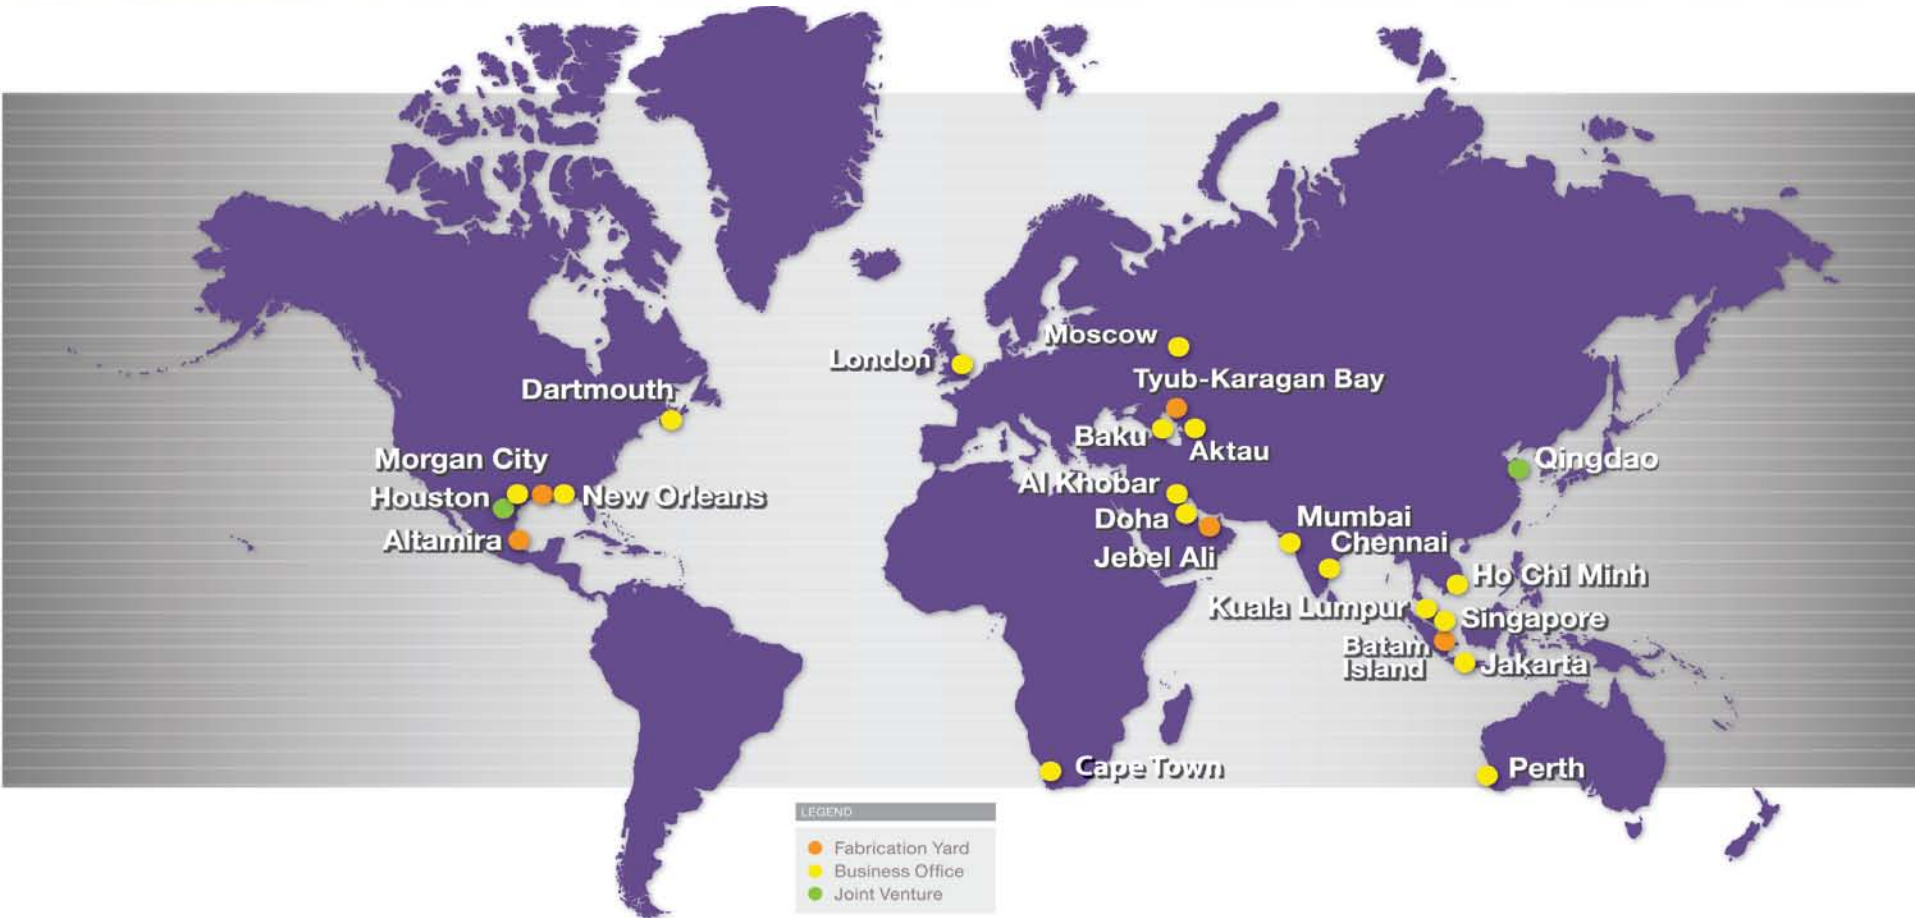 Moscow
London
Tyub-Karagan Bay
Dartmouth
Baku
Aktau
Morgan City
Qingdao
Houston
New Orleans
Al Khobar
Altamira
Doha
Mumbai
Jebel Ali
Chennai
Ho Chi Minh
Kuala Lumpur
Singapore
Batam
Island
Jakarta
Cape Town
Perth
LEGEND
Fabrication Yard
Business Office
Joint Venture